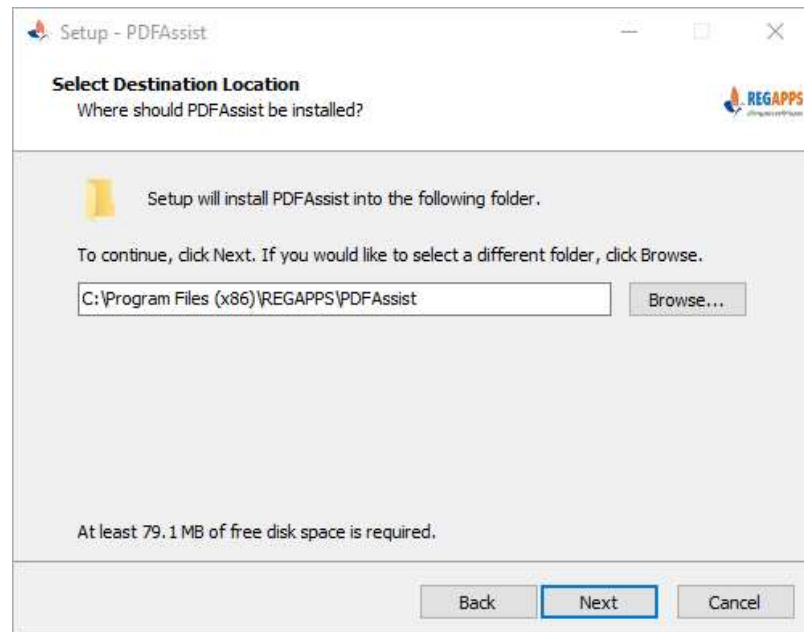 Setup - PDFAssist
Select Destination Location
Where should PDFAssist be installed?
REGAPPS
Setup will install PDFAssist into the following folder.
To continue, click Next. If you would like to select a different folder, click Browse.
C:\Program Files (x86)\REGAPPS\PDFAssist
Browse...
At least 79.1 MB of free disk space is required.
Back
Next
Cancel